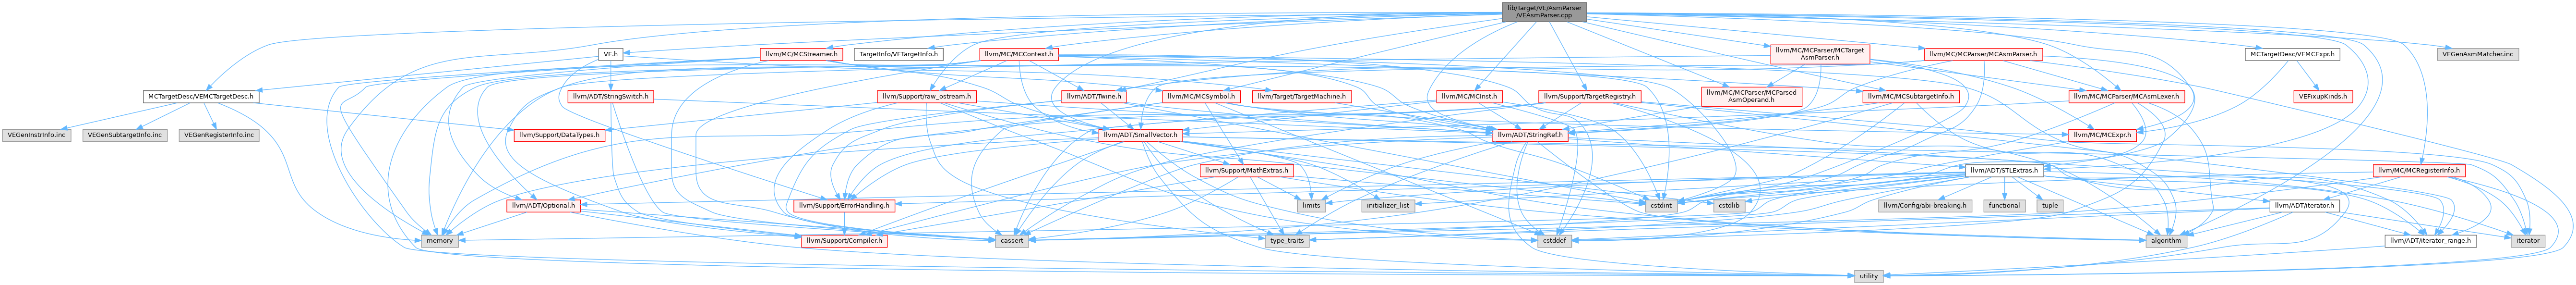 lib/Target/VE/AsmParser
/VEAsmParser.cpp
VE.h
llvm/MC/MCStreamer.h
TargetInfo/VETargetInfo.h
llvm/MC/MCContext.h
llvm/MC/MCParser/MCTarget
AsmParser.h
llvm/MC/MCParser/MCAsmParser.h
MCTargetDesc/VEMCExpr.h
VEGenAsmMatcher.inc
MCTargetDesc/VEMCTargetDesc.h
llvm/ADT/StringSwitch.h
llvm/Support/raw_ostream.h
llvm/ADT/Twine.h
llvm/MC/MCSymbol.h
llvm/Target/TargetMachine.h
llvm/MC/MCInst.h
llvm/MC/MCParser/MCParsed
AsmOperand.h
llvm/Support/TargetRegistry.h
llvm/MC/MCSubtargetInfo.h
llvm/MC/MCParser/MCAsmLexer.h
VEFixupKinds.h
VEGenInstrInfo.inc
VEGenSubtargetInfo.inc
VEGenRegisterInfo.inc
llvm/Support/DataTypes.h
llvm/ADT/SmallVector.h
llvm/ADT/StringRef.h
llvm/MC/MCExpr.h
llvm/Support/MathExtras.h
llvm/ADT/STLExtras.h
llvm/MC/MCRegisterInfo.h
llvm/ADT/Optional.h
llvm/Support/ErrorHandling.h
limits
initializer_list
cstdint
cstdlib
llvm/Config/abi-breaking.h
functional
tuple
llvm/ADT/iterator.h
memory
llvm/Support/Compiler.h
cassert
type_traits
cstddef
algorithm
llvm/ADT/iterator_range.h
iterator
utility